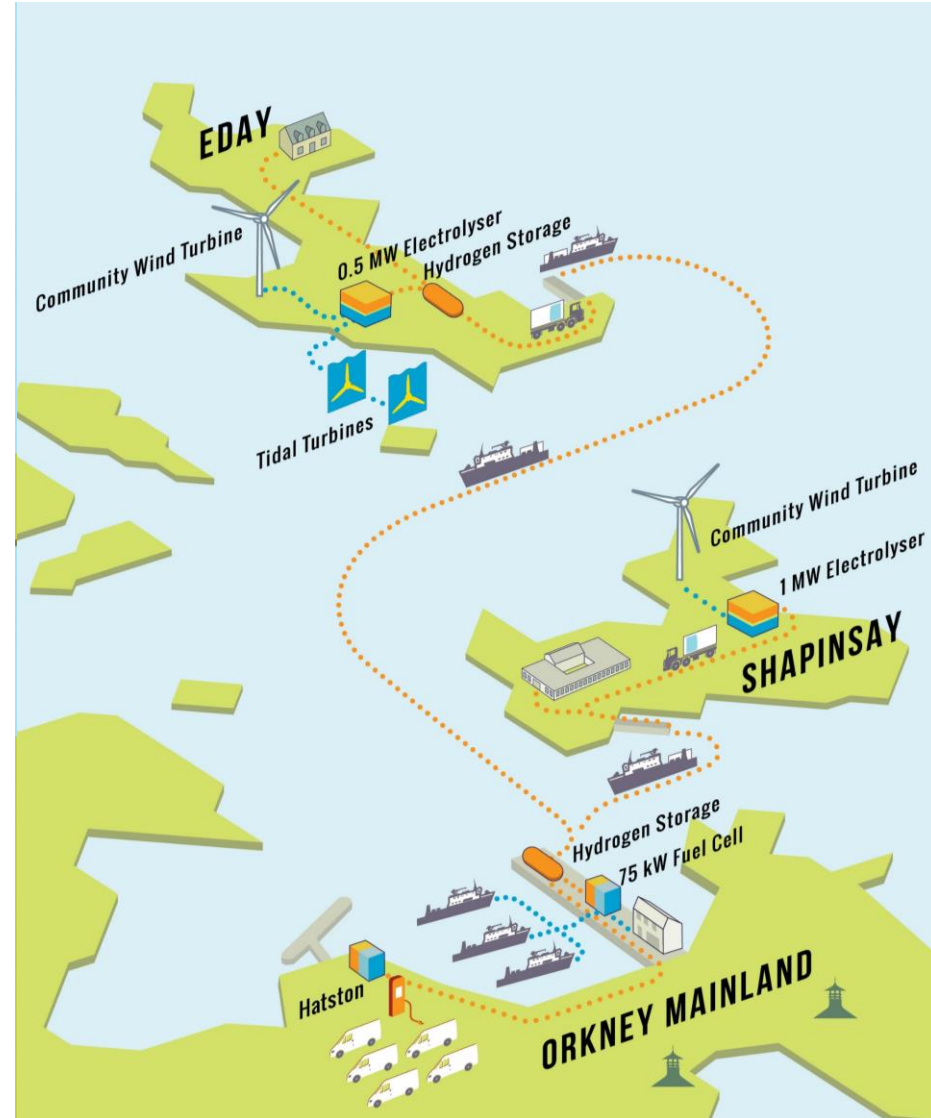 EDAY
Community Wind Turbine
0.5 MW Electrolyser
Hydrogen Storage
Tidal Turbines
Community Wind Turbine
1 MW Electrolyser
SHAPINSAY
Hydrogen Storage
75 kW Fuel Cell
Hatston
ORKNEY MAINLAND